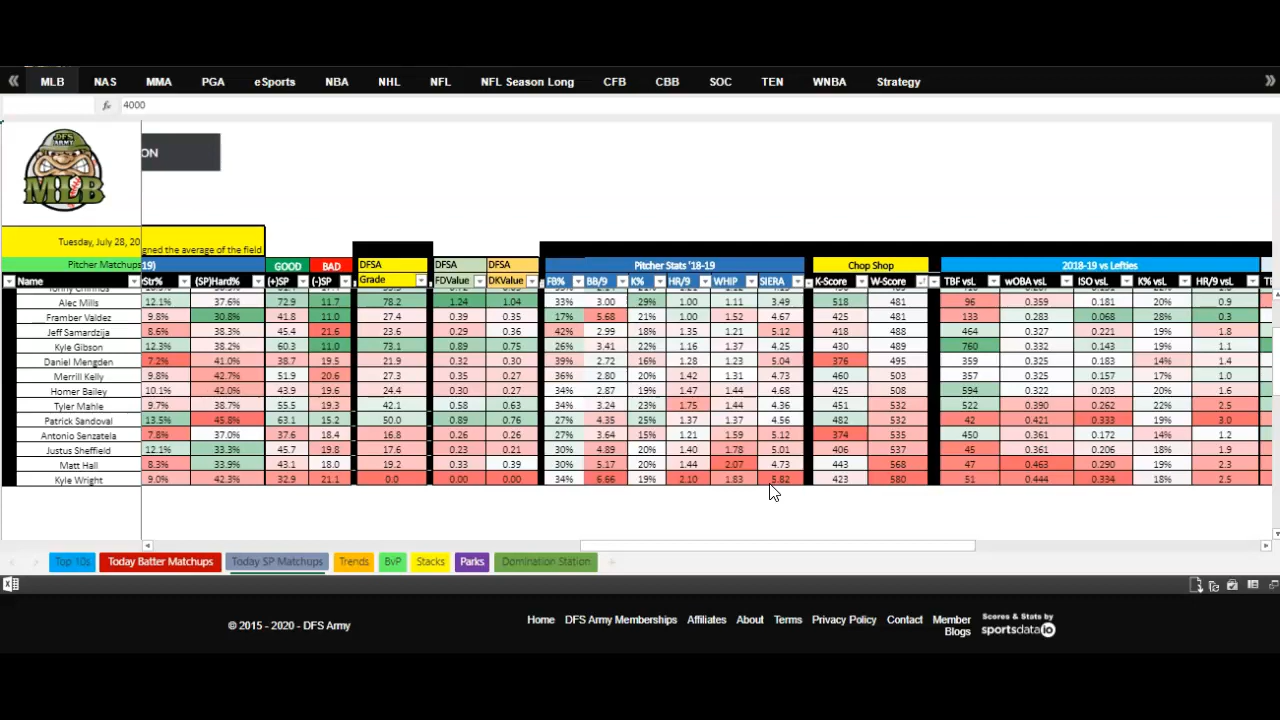 « MLB NAS MMA PGA eSports NBA NHL NFL NFL Season Long CFB CBB SOC TEN WNBA Strategy »
fx 4000
DFS ARMY MLB
ON
Tuesday, July 28, 20 gned the average of the field
Pitcher Matchups 19) GOOD BAD DFSA DFSA DFSA Pitcher Stats '18-19 Chop Shop 2018-19 vs Lefties
Name Str% (SP)Hard% (+)SP (-)SP Grade FDValue DKValue FB% BB/9 K% HR/9 WHIP SIERA K-Score W-Score TBF vsL wOBA vsL ISO vsL K% vsL HR/9 vsL
Alec Mills 12.1% 37.6% 72.9 11.7 78.2 1.24 1.04 33% 3.00 29% 1.00 1.11 3.49 518 481 96 0.359 0.181 20% 0.9
Framber Valdez 9.8% 30.8% 41.8 11.0 27.4 0.39 0.35 17% 5.68 21% 1.00 1.52 4.67 425 481 133 0.283 0.068 28% 0.3
Jeff Samardzija 8.6% 38.3% 45.4 21.6 23.6 0.29 0.36 42% 2.99 18% 1.35 1.21 5.12 418 488 464 0.327 0.221 19% 1.8
Kyle Gibson 12.3% 38.2% 60.3 11.0 73.1 0.89 0.75 26% 3.41 22% 1.16 1.37 4.25 430 489 760 0.332 0.143 19% 1.1
Daniel Mengden 7.2% 41.0% 38.7 19.5 21.9 0.32 0.30 39% 2.72 16% 1.28 1.23 5.04 376 495 359 0.325 0.183 14% 1.4
Merrill Kelly 9.8% 42.7% 51.9 20.6 27.3 0.35 0.27 36% 2.80 20% 1.42 1.31 4.73 460 503 357 0.325 0.157 17% 1.0
Homer Bailey 10.1% 42.0% 43.9 19.6 24.4 0.30 0.27 34% 2.87 19% 1.47 1.44 4.68 425 508 594 0.322 0.203 20% 1.6
Tyler Mahle 9.7% 38.7% 55.5 19.3 42.1 0.58 0.63 34% 3.24 23% 1.75 1.44 4.36 451 532 522 0.390 0.262 22% 2.5
Patrick Sandoval 13.5% 45.8% 63.1 15.2 50.0 0.89 0.76 27% 4.35 25% 1.37 1.37 4.56 482 532 42 0.421 0.333 19% 3.0
Antonio Senzatela 7.8% 37.0% 37.6 18.4 16.8 0.26 0.26 27% 3.64 15% 1.21 1.59 5.12 374 535 450 0.361 0.172 14% 1.2
Justus Sheffield 12.1% 33.3% 45.7 19.8 17.6 0.23 0.21 30% 4.89 20% 1.40 1.78 5.01 406 537 45 0.361 0.206 18% 1.9
Matt Hall 8.3% 33.9% 43.1 18.0 19.2 0.33 0.39 30% 5.17 20% 1.44 2.07 4.73 443 568 47 0.463 0.290 19% 2.3
Kyle Wright 9.0% 42.3% 32.9 21.1 0.0 0.00 0.00 34% 6.66 19% 2.10 1.83 5.82 423 580 51 0.444 0.334 18% 2.5
Top 10s Today Batter Matchups Today SP Matchups Trends BvP Stacks Parks Domination Station
© 2015 - 2020 - DFS Army Home DFS Army Memberships Affiliates About Terms Privacy Policy Contact Member Blogs Scores & Stats by sportsdata io